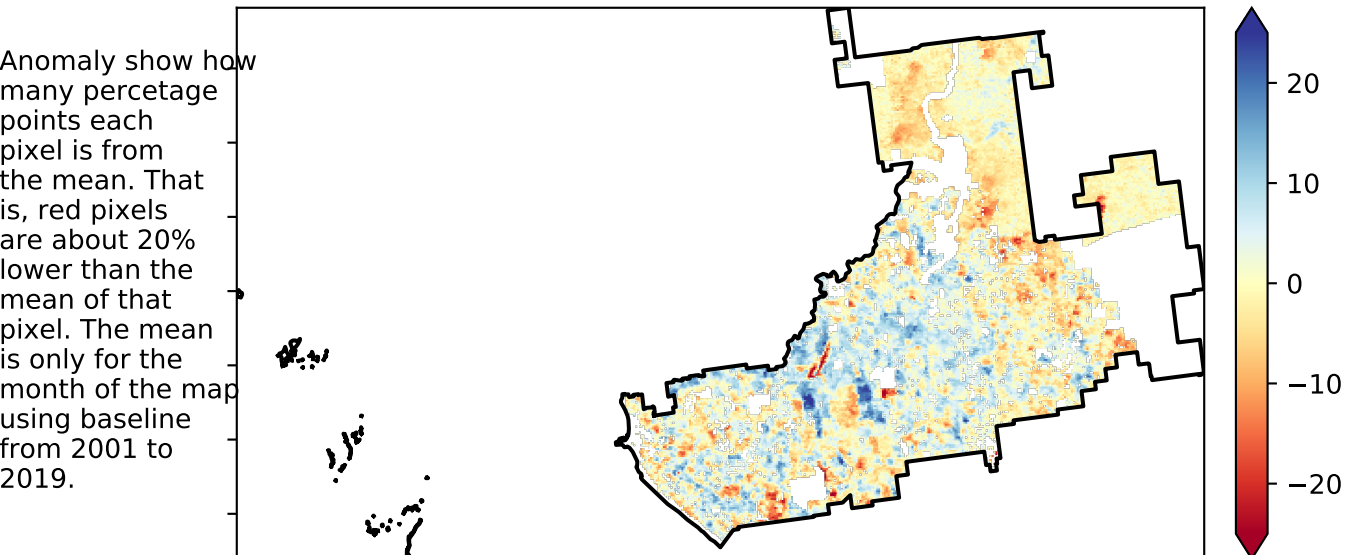 Anomaly show how
many percetage
points each
pixel is from
the mean. That
is, red pixels
are about 20%
lower than the
mean of that
pixel. The mean
is only for the
month of the map
using baseline
from 2001 to
2019.
20
10
0
−10
−20